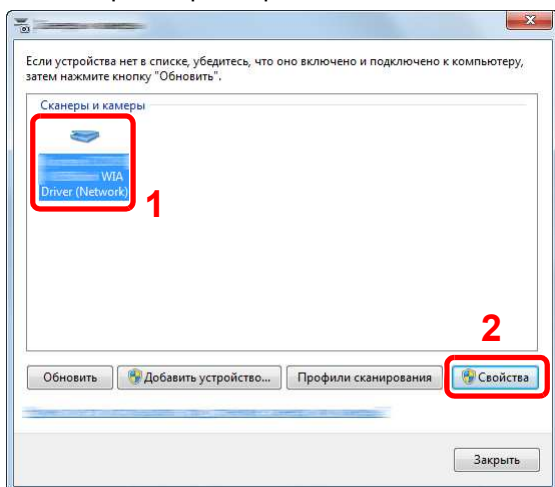 Если устройства нет в списке, убедитесь, что оно включено и подключено к компьютеру,
затем нажмите кнопку "Обновить".
Сканеры и камеры
WIA
Driver (Network)
1
2
Обновить
Добавить устройство...
Профили сканирования
Свойства
Закрыть